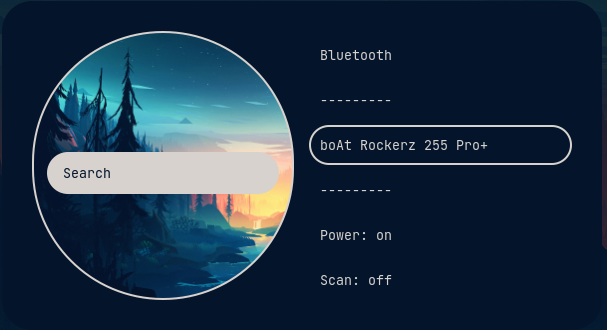 Search
Bluetooth
---------
boAt Rockerz 255 Pro+
---------
Power: on
Scan: off